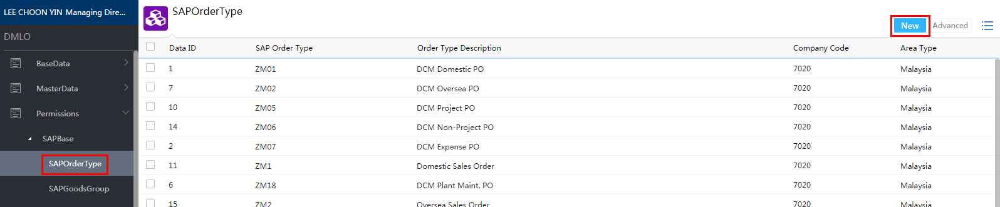 LEE CHOON YIN Managing Dire...
DMLO
BaseData
MasterData
Permissions
SAPBase
SAPOrderType
SAPGoodsGroup
SAPOrderType
New Advanced
Data ID SAP Order Type Order Type Description Company Code Area Type
1 ZM01 DCM Domestic PO 7020 Malaysia
7 ZM02 DCM Oversea PO 7020 Malaysia
10 ZM05 DCM Project PO 7020 Malaysia
14 ZM06 DCM Non-Project PO 7020 Malaysia
2 ZM07 DCM Expense PO 7020 Malaysia
11 ZM1 Domestic Sales Order 7020 Malaysia
6 ZM18 DCM Plant Maint. PO 7020 Malaysia
15 ZM2 Oversea Sales Order 7020 Malaysia